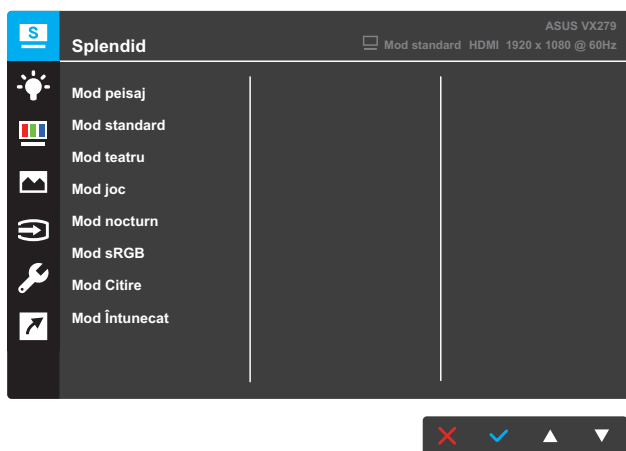 S
ASUS VX279
Splendid
Mod standard HDMI 1920 x 1080 @ 60Hz
Mod peisaj
Mod standard
Mod teatru
Mod joc
Mod nocturn
Mod sRGB
Mod Citire
Mod Întunecat